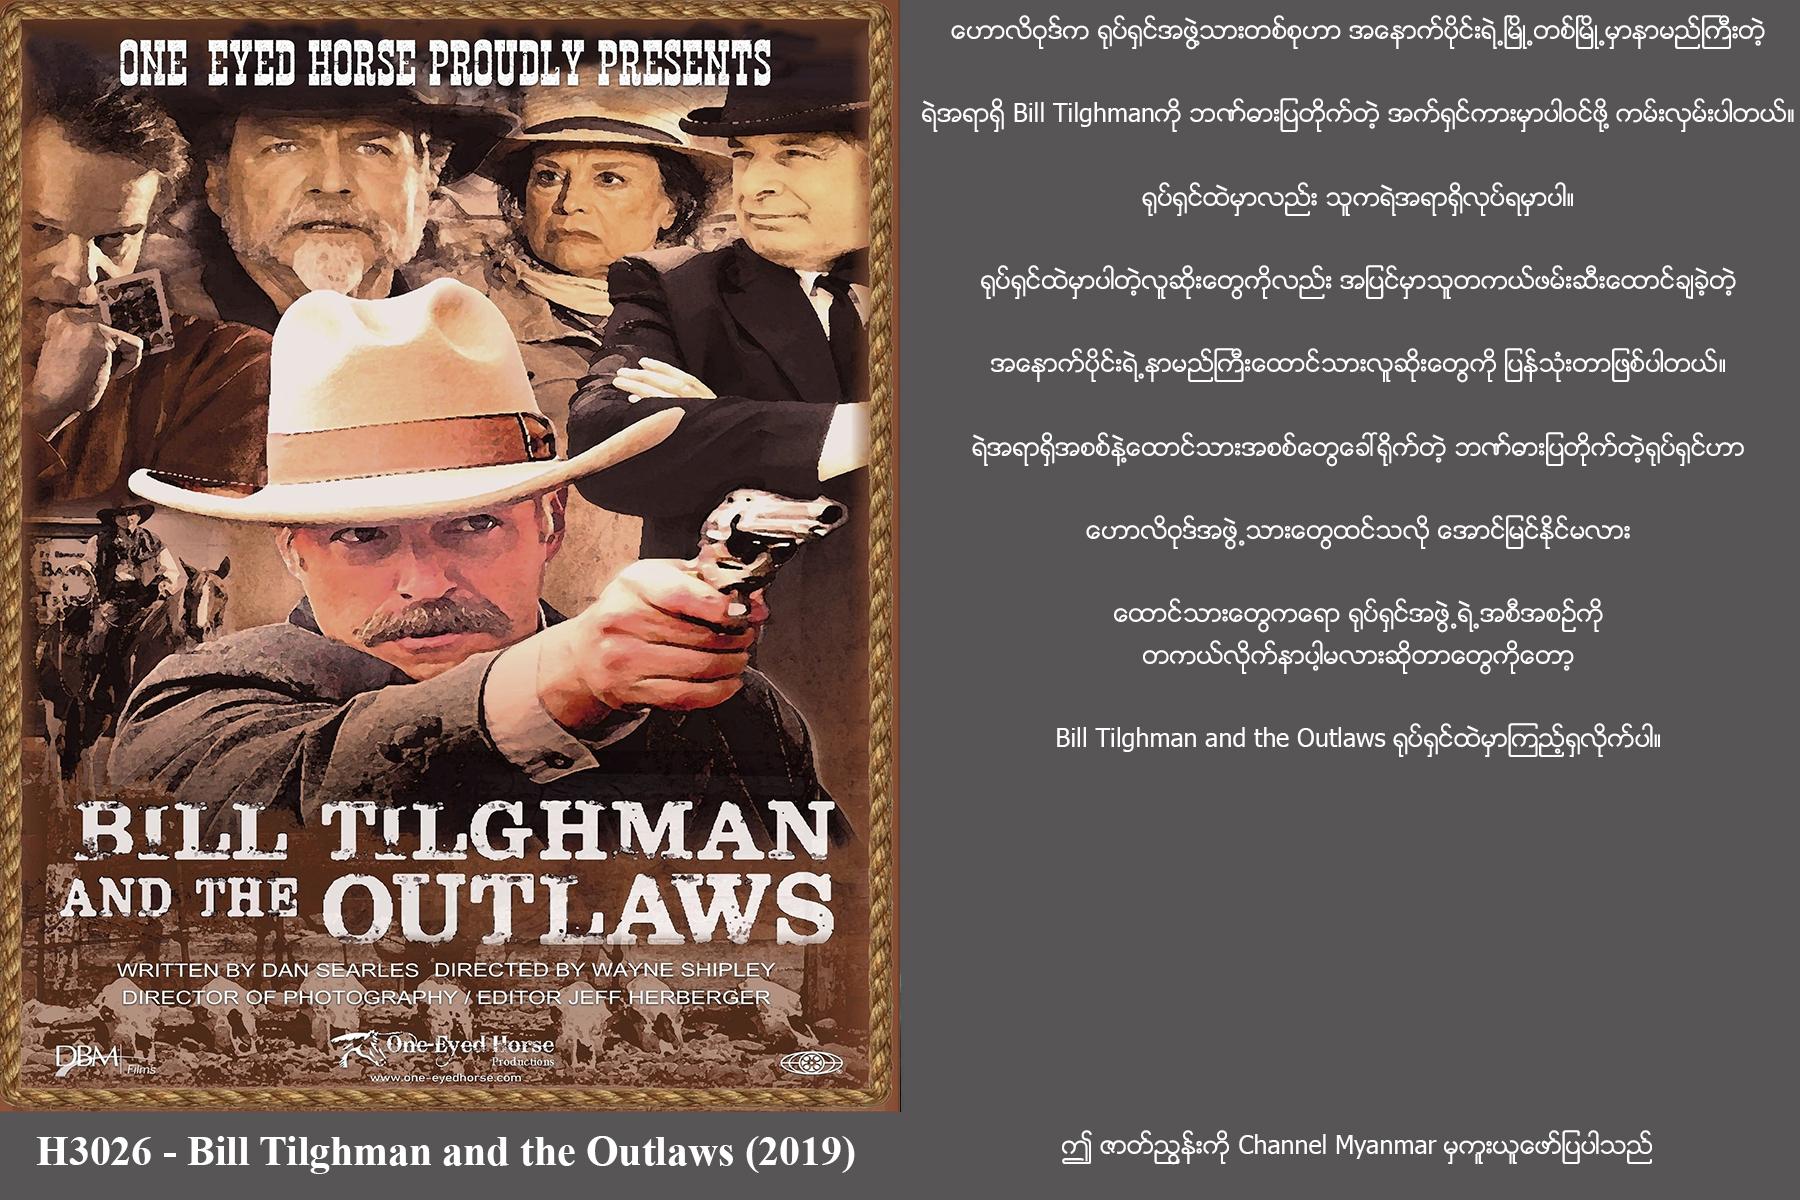 ONE EYED HORSE PROUDLY PRESENTS
BILL TILGHMAN
AND THE OUTLAWS
WRITTEN BY DAN SEARLES DIRECTED BY WAYNE SHIPLEY
DIRECTOR OF PHOTOGRAPHY / EDITOR JEFF HERBERGER
DBM Films
One-Eyed Horse
Productions
www.one-eyedhorse.com
H3026 - Bill Tilghman and the Outlaws (2019)
ဟောလိဝုဒ်က ရုပ်ရှင်အဖွဲ့သားတစ်စုဟာ အနောက်ပိုင်းရဲ့မြို့တစ်မြို့မှာနာမည်ကြီးတဲ့
ရဲအရာရှိ Bill Tilghmanကို ဘဏ်ဓားပြတိုက်တဲ့ အက်ရှင်ကားမှာပါဝင်ဖို့ ကမ်းလှမ်းပါတယ်။
ရုပ်ရှင်ထဲမှာလည်း သူကရဲအရာရှိလုပ်ရမှာပါ။
ရုပ်ရှင်ထဲမှာပါတဲ့လူဆိုးတွေကိုလည်း အပြင်မှာသူတကယ်ဖမ်းဆီးထောင်ချခဲ့တဲ့
အနောက်ပိုင်းရဲ့နာမည်ကြီးထောင်သားလူဆိုးတွေကို ပြန်သုံးတာဖြစ်ပါတယ်။
ရဲအရာရှိအစစ်နဲ့ထောင်သားအစစ်တွေခေါ်ရိုက်တဲ့ ဘဏ်ဓားပြတိုက်တဲ့ရုပ်ရှင်ဟာ
ဟောလိဝုဒ်အဖွဲ့သားတွေထင်သလို အောင်မြင်နိုင်မလား
ထောင်သားတွေကရော ရုပ်ရှင်အဖွဲ့ရဲ့အစီအစဉ်ကို
တကယ်လိုက်နာပါ့မလားဆိုတာတွေကိုတော့
Bill Tilghman and the Outlaws ရုပ်ရှင်ထဲမှာကြည့်ရှုလိုက်ပါ။
ဤ ဇာတ်ညွှန်းကို Channel Myanmar မှကူးယူဖော်ပြပါသည်